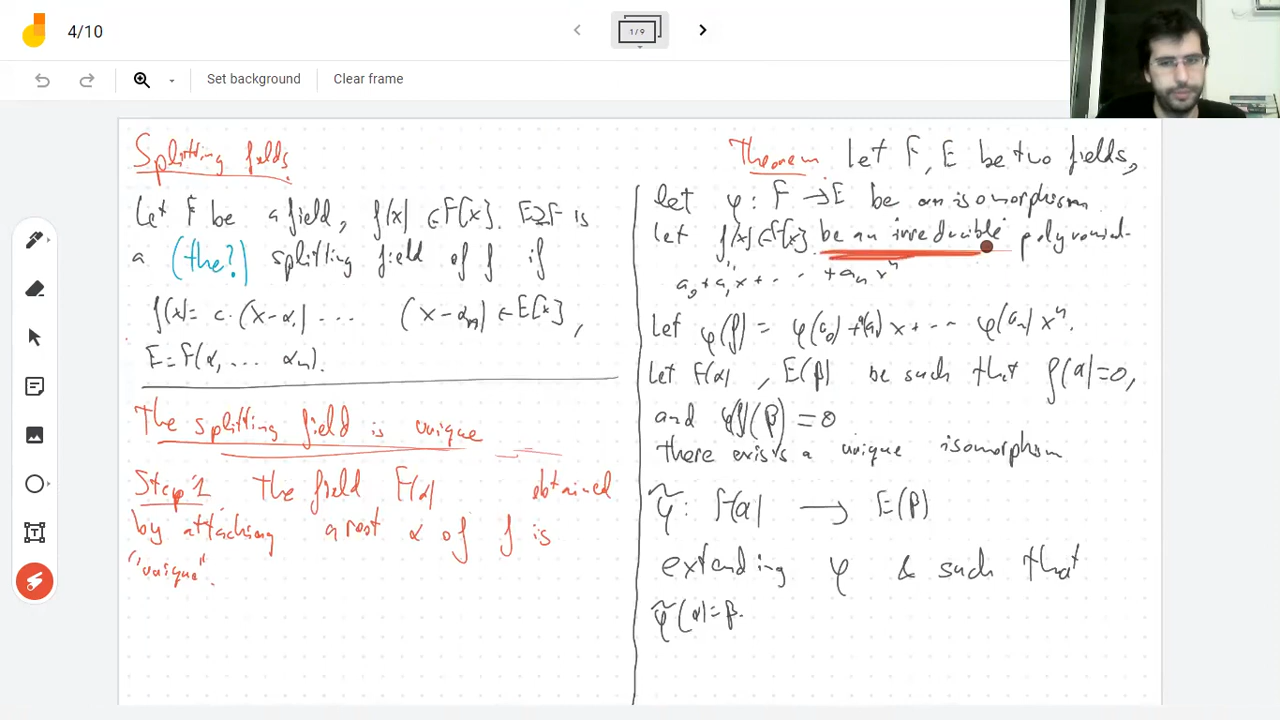 4/10
1/9
Set background
Clear frame
Splitting fields
Let F be a field, f(x) ∈ F[x]. E⊇F is
a (the?) splitting field of f if
f(x) = c·(x-α₁) ... (x-αₙ) ∈ E[x],
E = F(α₁ ... αₙ).
The splitting field is unique
Step 1 The field F(α) obtained
by attaching a root α of f is
"unique".
Theorem Let F, E be two fields,
let φ: F → E be an isomorphism
Let f(x) ∈ F[x] be an irreducible polynomial.
a₀ + a₁x + ... + aₙxⁿ
Let φ(f) = φ(a₀) + φ(a₁)x + ... φ(aₙ)xⁿ.
Let F(α), E(β) be such that f(α)=0,
and φ(f)(β) = 0
there exists a unique isomorphism
φ̃: F(α) → E(β)
extending φ & such that
φ̃(α) = β.